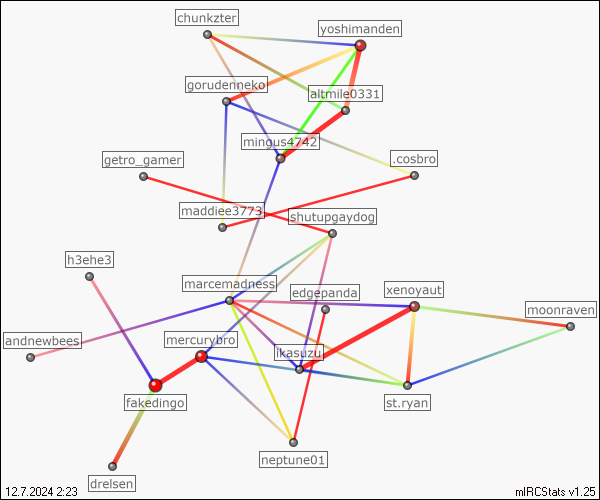 chunkzter
yoshimanden
gorudenneko
altmile0331
mingus4742
getro_gamer
.cosbro
maddiee3773
shutupgaydog
h3ehe3
marcemadness
edgepanda
xenoyaut
moonraven
andnewbees
mercurybro
ikasuzu
fakedingo
st.ryan
neptune01
drelsen
12.7.2024 2:23
mIRCStats v1.25